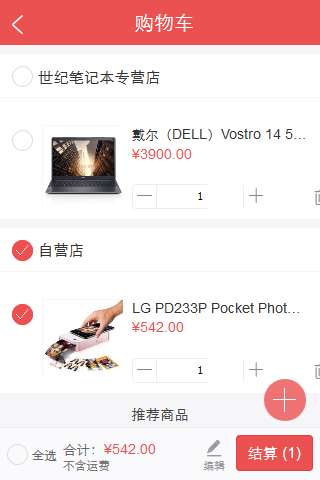 购物车
世纪笔记本专营店
戴尔（DELL）Vostro 14 5...
¥3900.00
1
自营店
LG PD233P Pocket Phot...
¥542.00
1
推荐商品
全选
合计：¥542.00
不含运费
编辑
结算 (1)